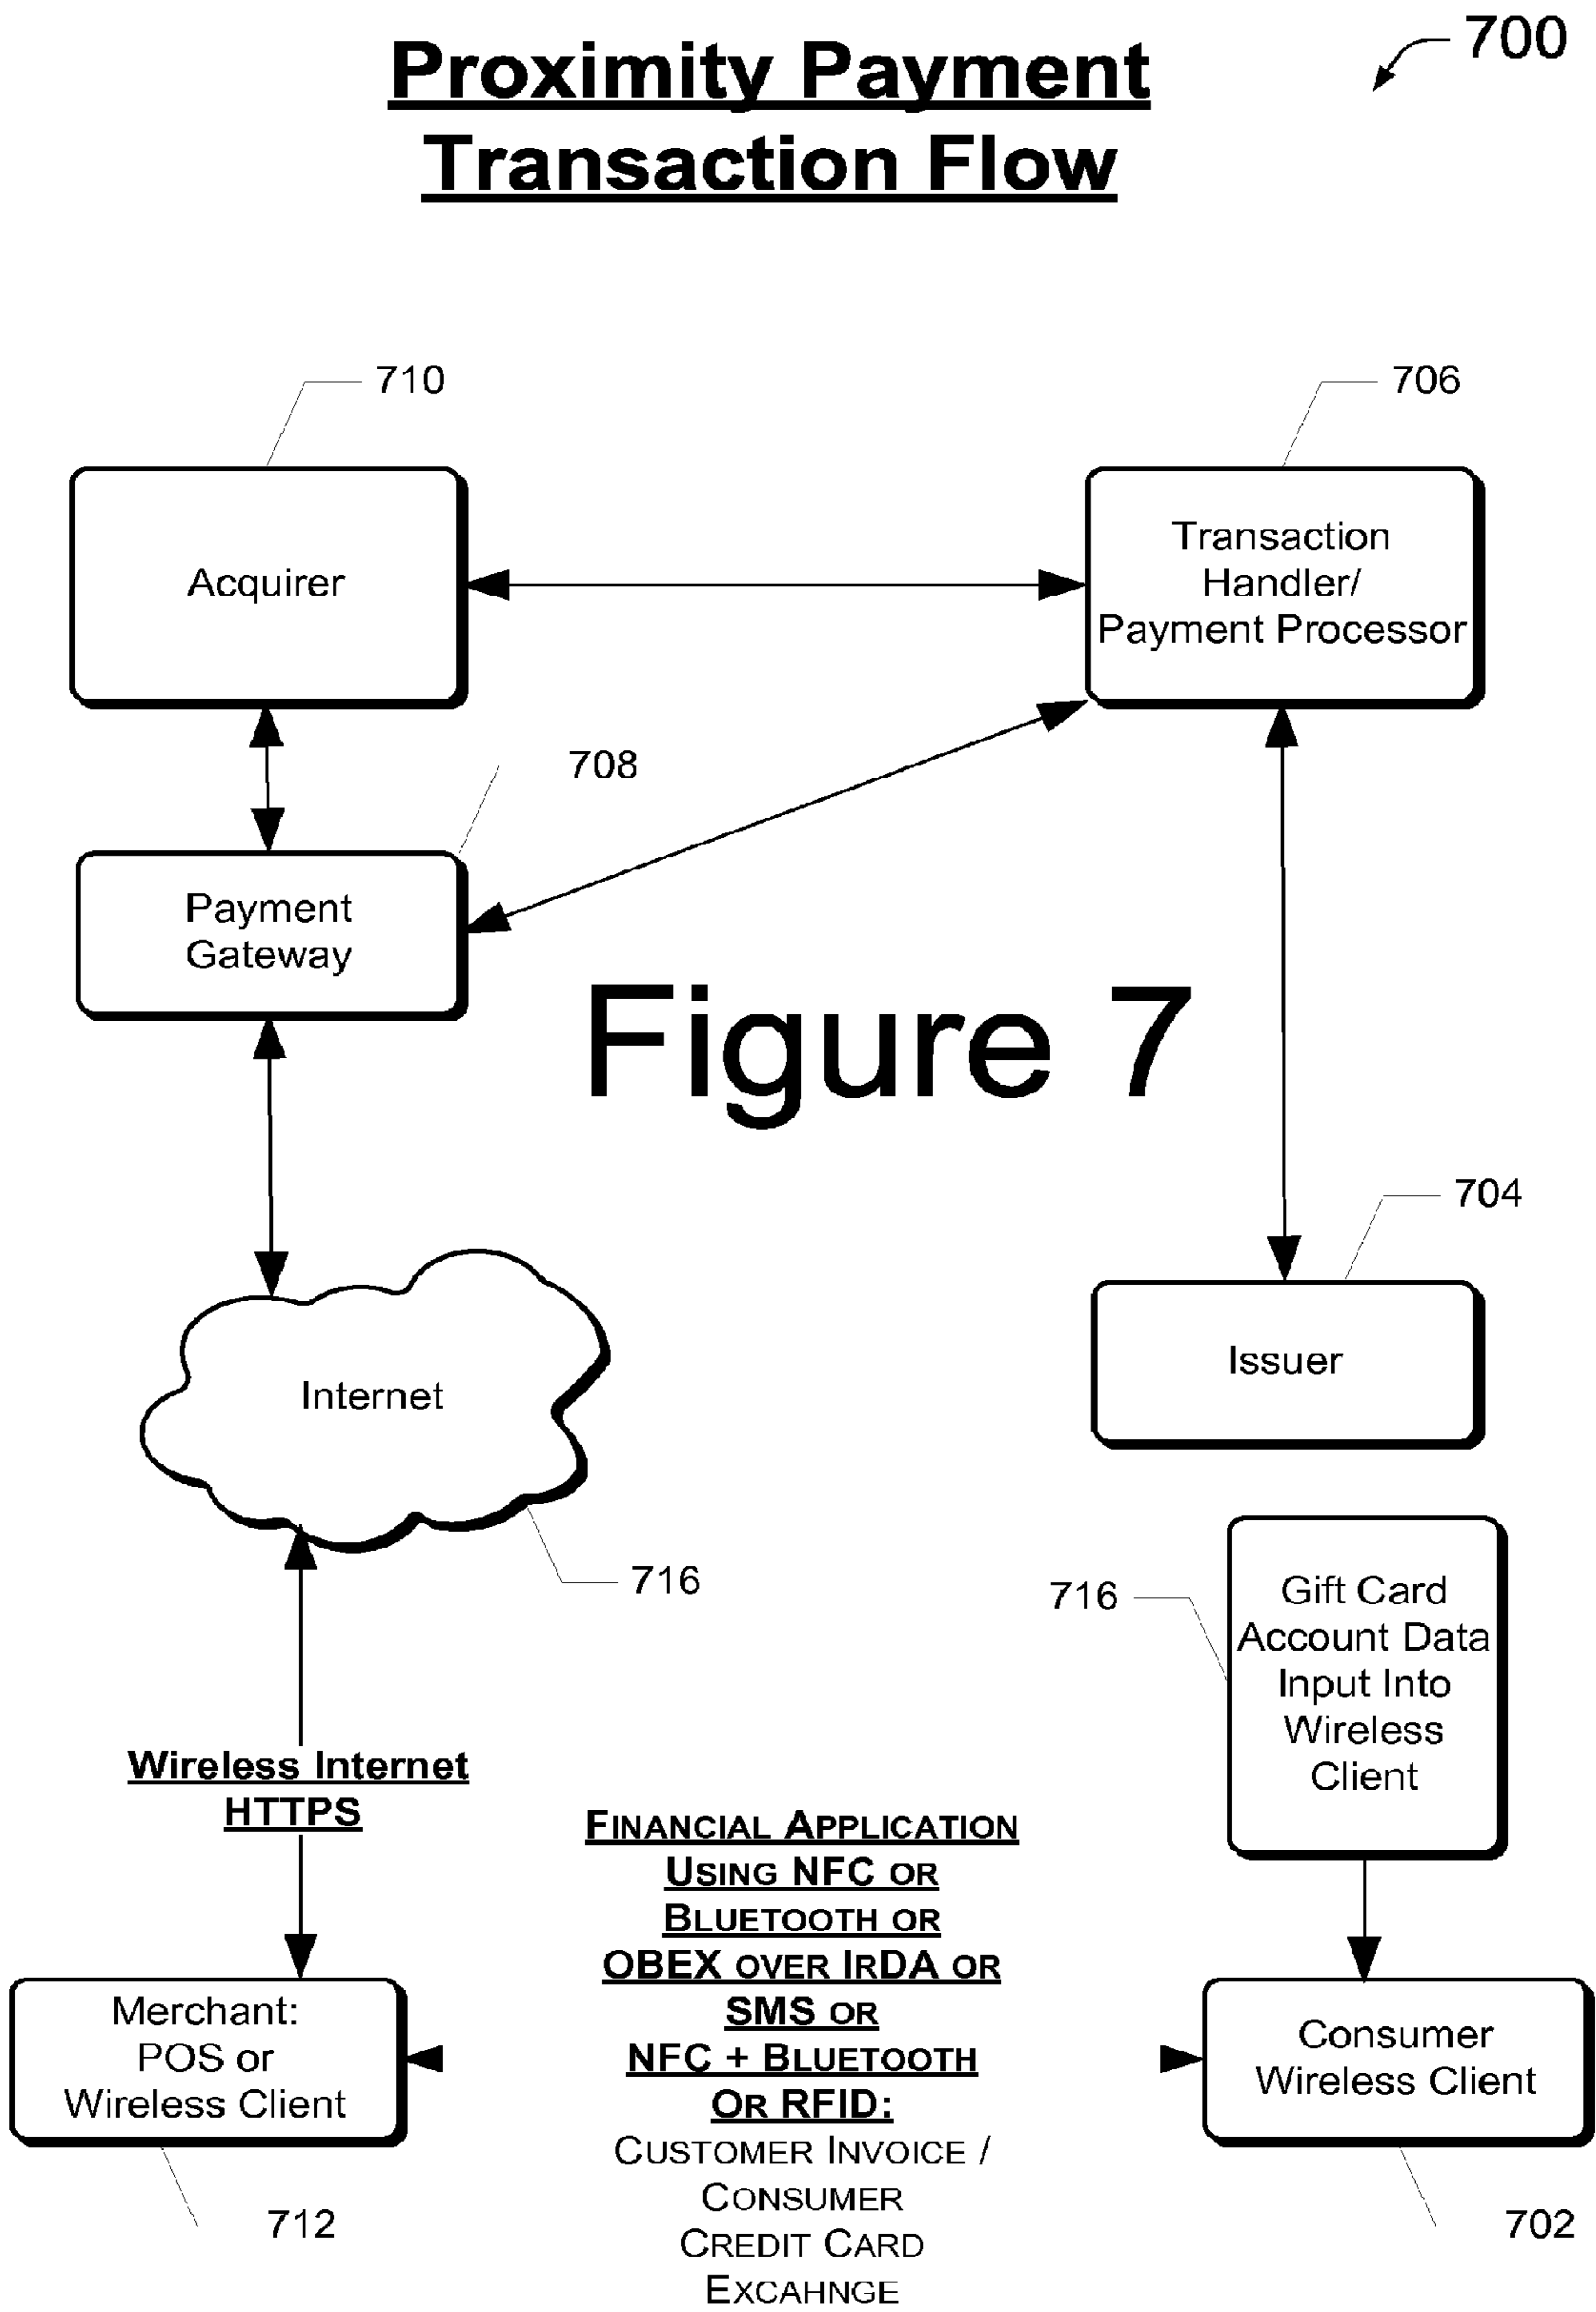 700
Proximity Payment
Transaction Flow
710
706
Acquirer
Transaction
Handler/
Payment Processor
708
Payment
Gateway
Figure 7
704
Issuer
Internet
716
716
Gift Card
Account Data
Input Into
Wireless
Client
Wireless Internet
HTTPS
FINANCIAL APPLICATION
USING NFC OR
BLUETOOTH OR
OBEX OVER IRDA OR
SMS OR
NFC + BLUETOOTH
OR RFID:
CUSTOMER INVOICE /
CONSUMER
CREDIT CARD
EXCAHNGE
Merchant:
POS or
Wireless Client
Consumer
Wireless Client
712
702